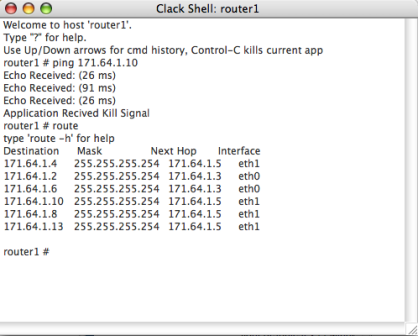 Clack Shell: router1
Welcome to host 'router1'.
Type "?" for help.
Use Up/Down arrows for cmd history, Control-C kills current app
router1 # ping 171.64.1.10
Echo Received: (26 ms)
Echo Received: (91 ms)
Echo Received: (26 ms)
Application Recived Kill Signal
router1 # route
type 'route -h' for help
Destination Mask Next Hop Interface
171.64.1.4 255.255.255.254 171.64.1.5 eth1
171.64.1.2 255.255.255.254 171.64.1.3 eth0
171.64.1.6 255.255.255.254 171.64.1.3 eth0
171.64.1.10 255.255.255.254 171.64.1.5 eth1
171.64.1.8 255.255.255.254 171.64.1.5 eth1
171.64.1.13 255.255.255.254 171.64.1.5 eth1
router1 #